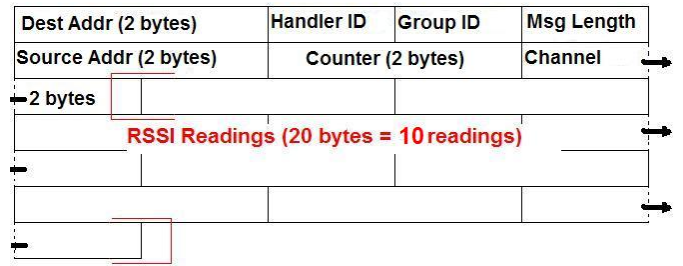 Dest Addr (2 bytes) Handler ID Group ID Msg Length
Source Addr (2 bytes) Counter (2 bytes) Channel
2 bytes
RSSI Readings (20 bytes = 10 readings)